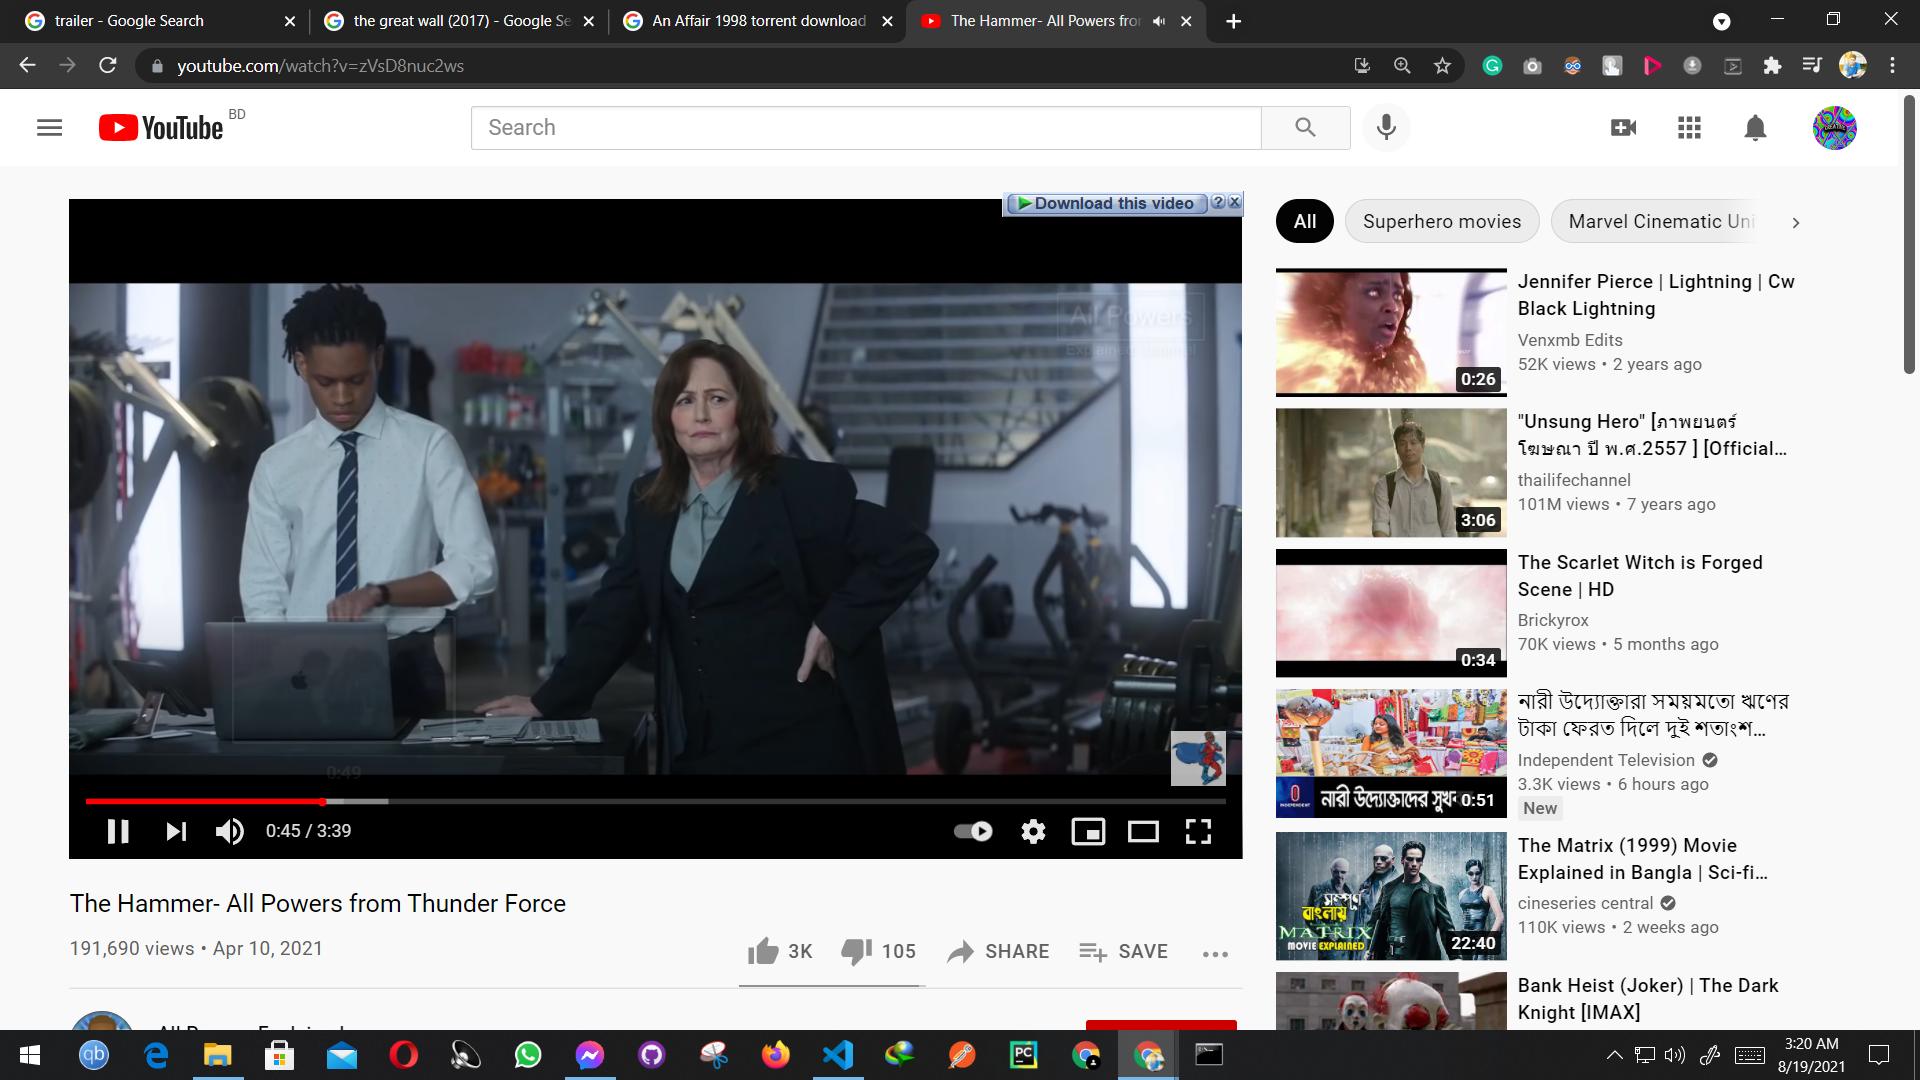 trailer - Google Search
the great wall (2017) - Google Se
An Affair 1998 torrent download
The Hammer- All Powers from
youtube.com/watch?v=zVsD8nuc2ws
YouTube BD
Search
Download this video
All
Superhero movies
Marvel Cinematic Uni
All Powers
0:49
0:45 / 3:39
The Hammer- All Powers from Thunder Force
191,690 views • Apr 10, 2021
3K
105
SHARE
SAVE
Jennifer Pierce | Lightning | Cw
Black Lightning
Venxmb Edits
52K views • 2 years ago
0:26
"Unsung Hero" [ภาพยนตร์
โฆษณา ปี พ.ศ.2557 ] [Official...
thailifechannel
101M views • 7 years ago
3:06
The Scarlet Witch is Forged
Scene | HD
Brickyrox
70K views • 5 months ago
0:34
নারী উদ্যোক্তারা সময়মতো ঋণের
টাকা ফেরত দিলে দুই শতাংশ...
Independent Television
3.3K views • 6 hours ago
New
INDEPENDENT
নারী উদ্যোক্তাদের সুখ
0:51
The Matrix (1999) Movie
Explained in Bangla | Sci-fi...
cineseries central
110K views • 2 weeks ago
সম্পূর্ণ
বাংলায়
MATRIX
MOVIE EXPLAINED
22:40
Bank Heist (Joker) | The Dark
Knight [IMAX]
qb
PC
3:20 AM
8/19/2021